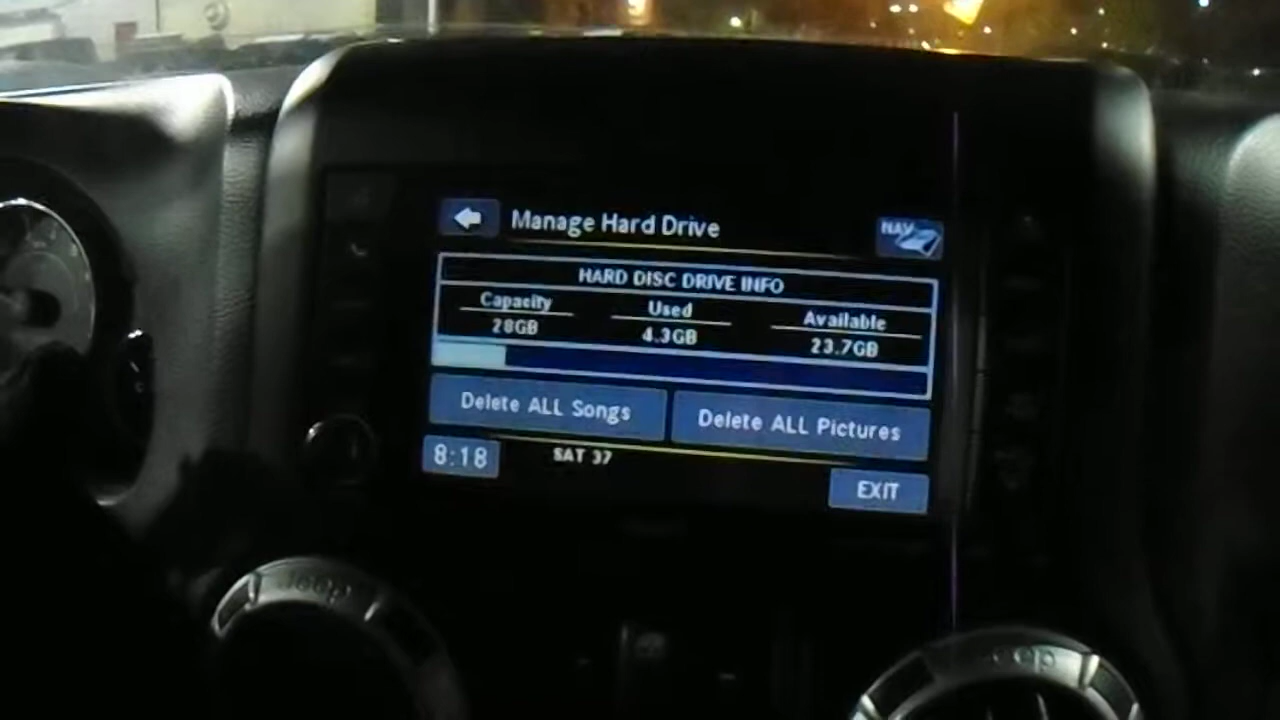 Manage Hard Drive
NAV
HARD DISC DRIVE INFO
Capacity Used Available
28GB 4.3GB 23.7GB
Delete ALL Songs Delete ALL Pictures
8:18 SAT 37
EXIT
Jeep
Jeep